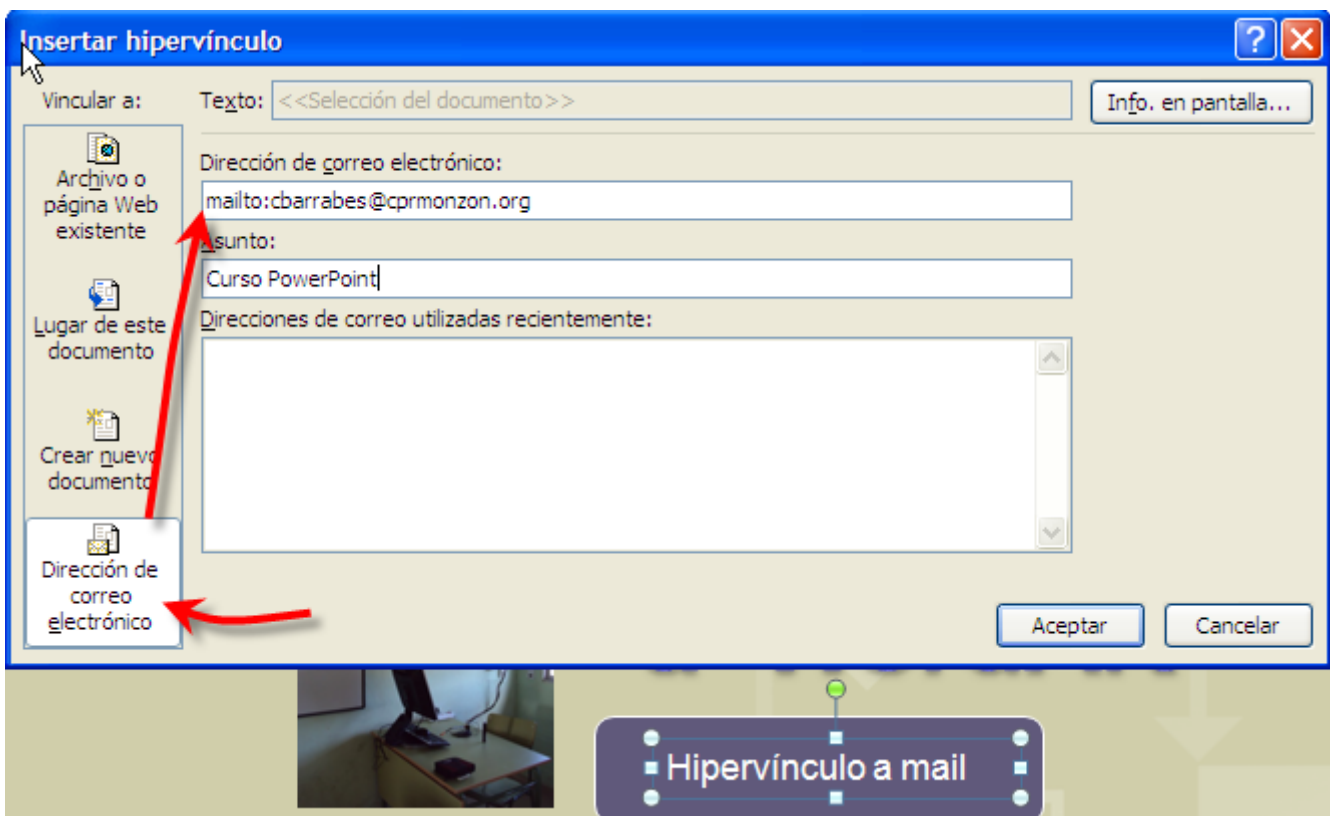 Insertar hipervínculo
Vincular a:
Texto: <<Selección del documento>>
Info. en pantalla...
Archivo o
página Web
existente
Lugar de este
documento
Crear nuevo
documento
Dirección de
correo
electrónico
Dirección de correo electrónico:
mailto:cbarrabes@cprmonzon.org
Asunto:
Curso PowerPoint
Direcciones de correo utilizadas recientemente:
Aceptar
Cancelar
Hipervínculo a mail